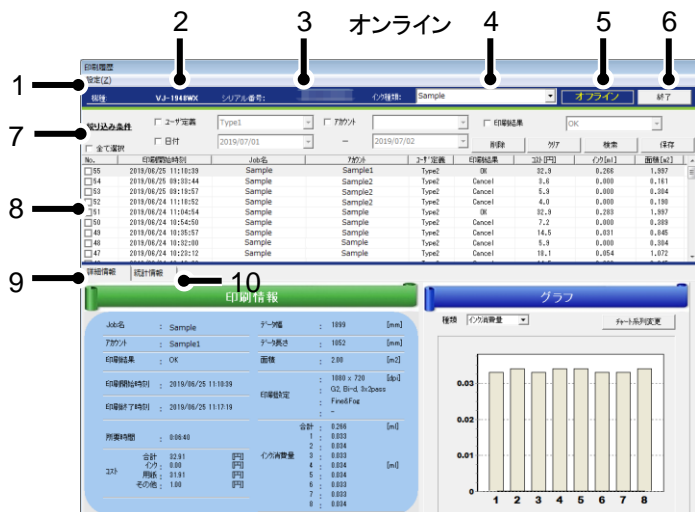 オンライン
2 3 4 5 6
印刷履歴
設定(Z)
1
機種: VJ-1948WX シリアル番号: インク種類: Sample オフライン 終了
7
絞り込み条件 ユーザ定義 Type1 アカウント 印刷結果 OK
日付 2019/07/01 ー 2019/07/02
全て選択 削除 クリア 検索 保存
No. 印刷開始時刻 Job名 アカウント ユーザ定義 印刷結果 コスト[円] インク[ml] 面積[m2]
55 2019/06/25 11:10:39 Sample Sample1 Type2 OK 32.9 0.266 1.997
54 2019/06/25 09:33:44 Sample Sample2 Type2 Cancel 3.6 0.000 0.161
53 2019/06/25 09:19:57 Sample Sample2 Type2 Cancel 5.9 0.000 0.304
8
52 2019/06/24 11:10:52 Sample Sample2 Type2 Cancel 4.0 0.000 0.190
51 2019/06/24 11:04:54 Sample Sample Type2 OK 32.9 0.283 1.997
50 2019/06/24 10:54:50 Sample Sample Type2 Cancel 7.2 0.000 0.389
49 2019/06/24 10:35:57 Sample Sample Type2 Cancel 14.5 0.031 0.845
48 2019/06/24 10:32:00 Sample Sample Type2 Cancel 5.9 0.000 0.304
47 2019/06/24 10:23:12 Sample Sample Type2 Cancel 18.1 0.054 1.072
9 詳細情報 統計情報 10
印刷情報
Job名 : Sample データ幅 : 1899 [mm]
アカウント : Sample1 データ長さ : 1052 [mm]
印刷結果 : OK 面積 : 2.00 [m2]
印刷開始時刻 : 2019/06/25 11:10:39 印刷設定 : 1080 x 720 [dpi]
: G2, Bi-d, 3x2pass
: Fine&Fog
: -
印刷終了時刻 : 2019/06/25 11:17:19
所要時間 : 0:06:40
コスト 合計 : 32.91 [円]
インク : 0.00 [円]
用紙 : 31.91 [円]
その他 : 1.00 [円]
インク消費量 合計 : 0.266 [ml]
1 : 0.033
2 : 0.034
3 : 0.033
4 : 0.034 [ml]
5 : 0.034
6 : 0.033
7 : 0.033
8 : 0.034
グラフ
種類 インク消費量 チャート系列変更
0.03
0.02
0.01
0
1 2 3 4 5 6 7 8